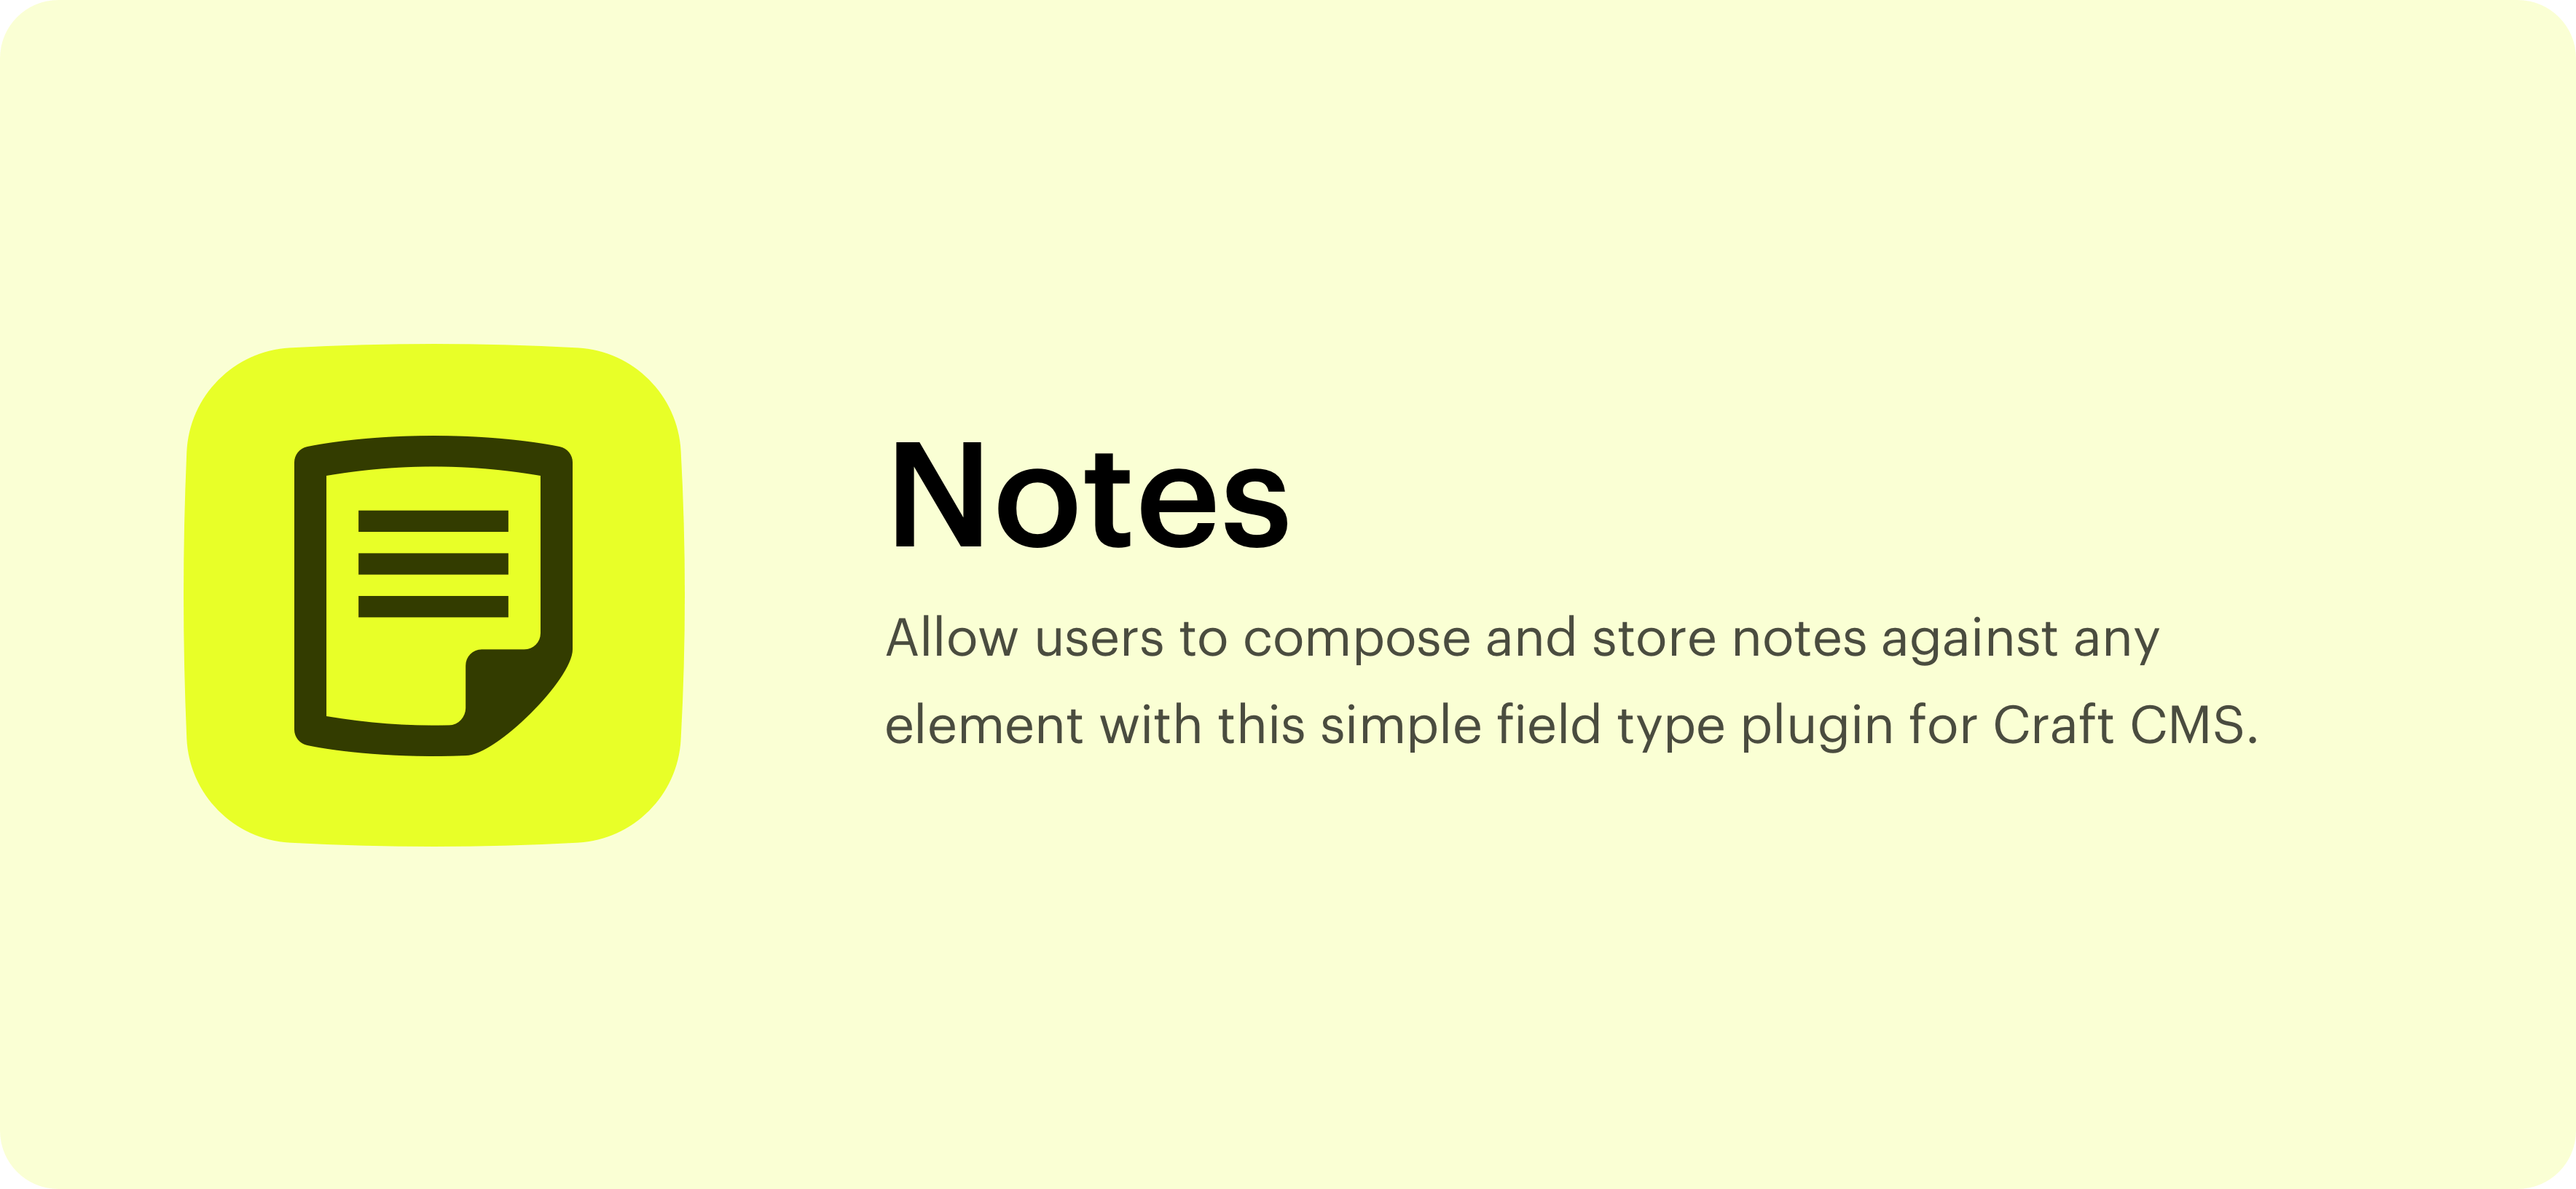 Notes
Allow users to compose and store notes against any
element with this simple field type plugin for Craft CMS.